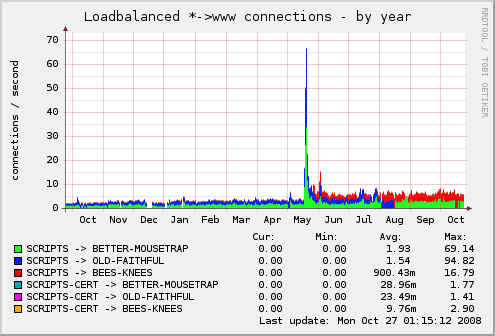 Loadbalanced *->www connections - by year
RRDTOOL / TOBI OETIKER
connections / second
70
60
50
40
30
20
10
0
Oct Nov Dec Jan Feb Mar Apr May Jun Jul Aug Sep Oct
Cur: Min: Avg: Max:
SCRIPTS -> BETTER-MOUSETRAP 0.00 0.00 1.93 69.14
SCRIPTS -> OLD-FAITHFUL 0.00 0.00 1.54 94.82
SCRIPTS -> BEES-KNEES 0.00 0.00 900.43m 16.79
SCRIPTS-CERT -> BETTER-MOUSETRAP 0.00 0.00 28.96m 1.77
SCRIPTS-CERT -> OLD-FAITHFUL 0.00 0.00 23.49m 1.41
SCRIPTS-CERT -> BEES-KNEES 0.00 0.00 9.76m 2.90
Last update: Mon Oct 27 01:15:12 2008